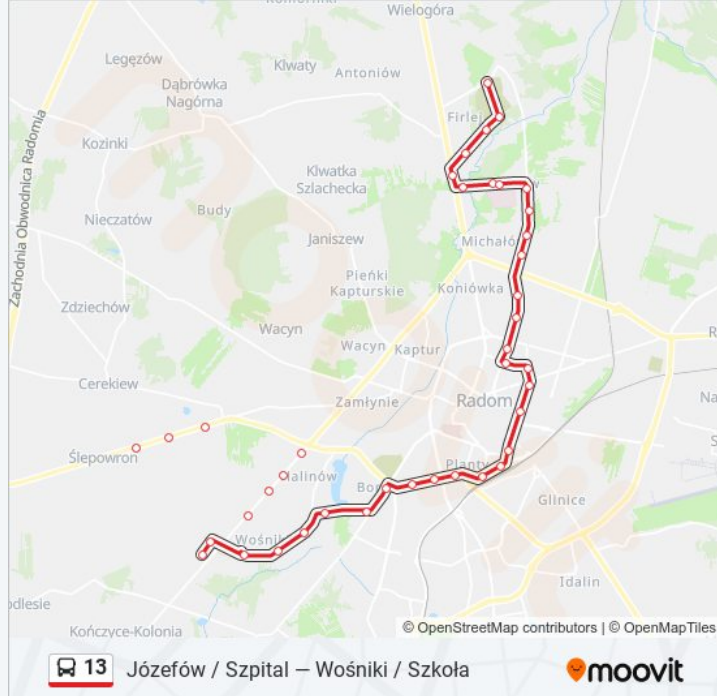 Wielogóra
Legęzów
Klwaty
Antoniów
Dąbrówka
Nagórna
Firlej
Kozinki
Zachodnia Obwodnica Radomia
Klwatka
Szlachecka
Nieczatów
Budy
Janiszew
Michałów
Pieńki
Kapturskie
Koniówka
Zdziechów
Wacyn
Wacyn
Kaptur
Cerekiew
Zamłynie
Radom
Ślepowron
Halinów
Planty
Bor
Glinice
Wośniki
Idalin
Kończyce-Kolonia
© OpenStreetMap contributors | © OpenMapTiles
13 Józefów / Szpital — Wośniki / Szkoła
moovit